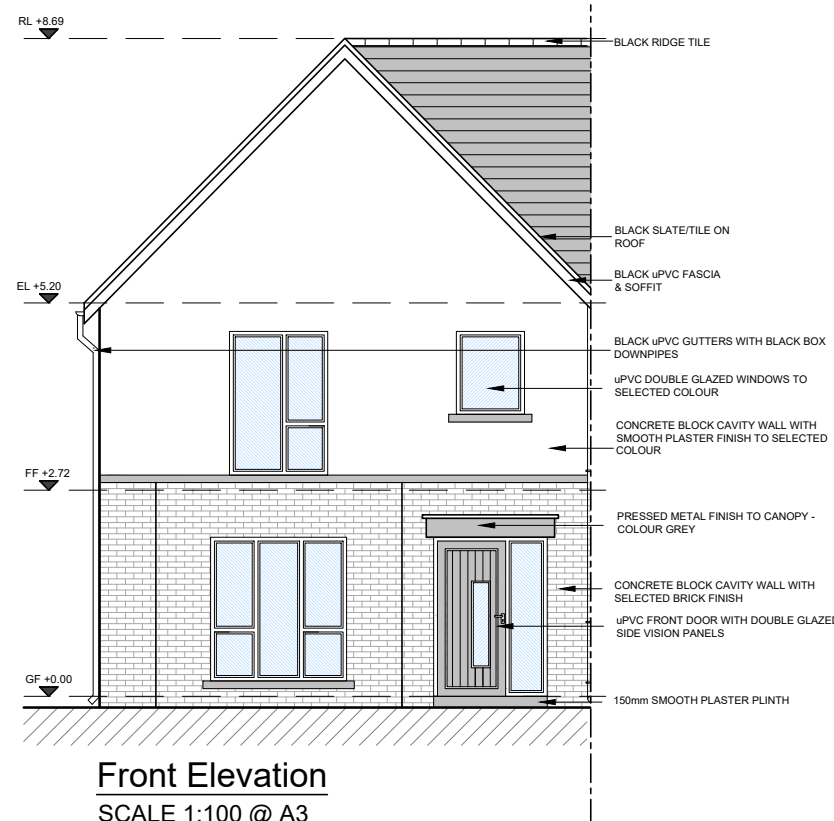 RL +8.69
BLACK RIDGE TILE
BLACK SLATE/TILE ON
ROOF
BLACK uPVC FASCIA
& SOFFIT
EL +5.20
BLACK uPVC GUTTERS WITH BLACK BOX
DOWNPIPES
uPVC DOUBLE GLAZED WINDOWS TO
SELECTED COLOUR
CONCRETE BLOCK CAVITY WALL WITH
SMOOTH PLASTER FINISH TO SELECTED
COLOUR
FF +2.72
PRESSED METAL FINISH TO CANOPY -
COLOUR GREY
CONCRETE BLOCK CAVITY WALL WITH
SELECTED BRICK FINISH
uPVC FRONT DOOR WITH DOUBLE GLAZED
SIDE VISION PANELS
GF +0.00
150mm SMOOTH PLASTER PLINTH
Front Elevation
SCALE 1:100 @ A3